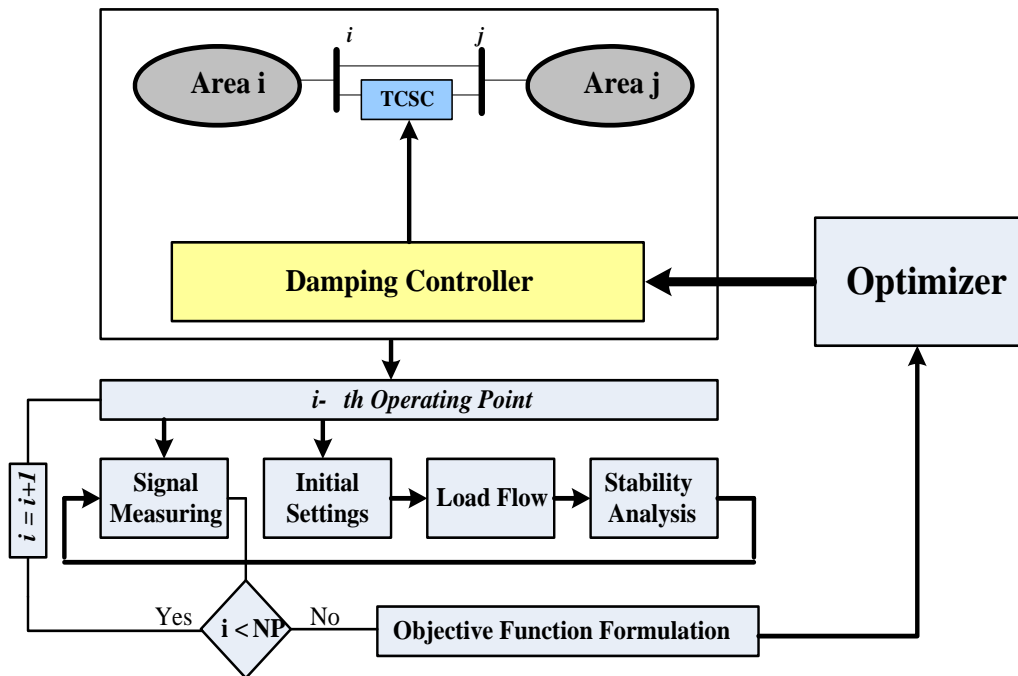 i
j
Area i
Area j
TCSC
Damping Controller
Optimizer
i- th Operating Point
i = i+1
Signal
Measuring
Initial
Settings
Load Flow
Stability
Analysis
Yes
i < NP
No
Objective Function Formulation